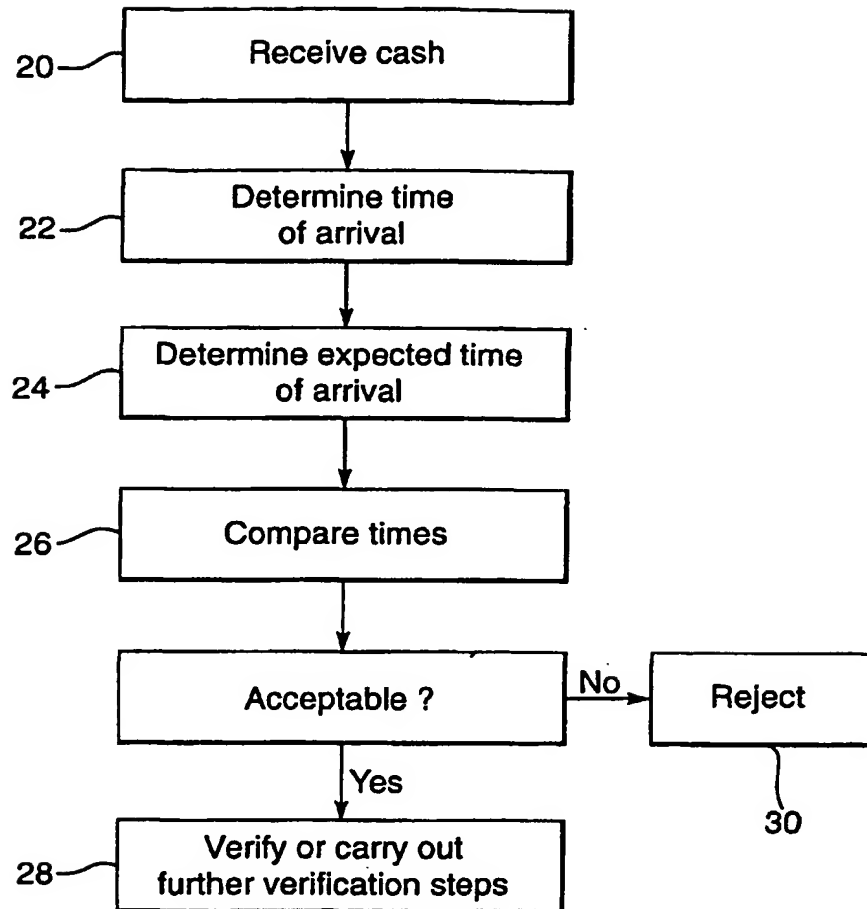 20
Receive cash
22
Determine time
of arrival
24
Determine expected time
of arrival
26
Compare times
Acceptable ?
No
Reject
30
Yes
28
Verify or carry out
further verification steps